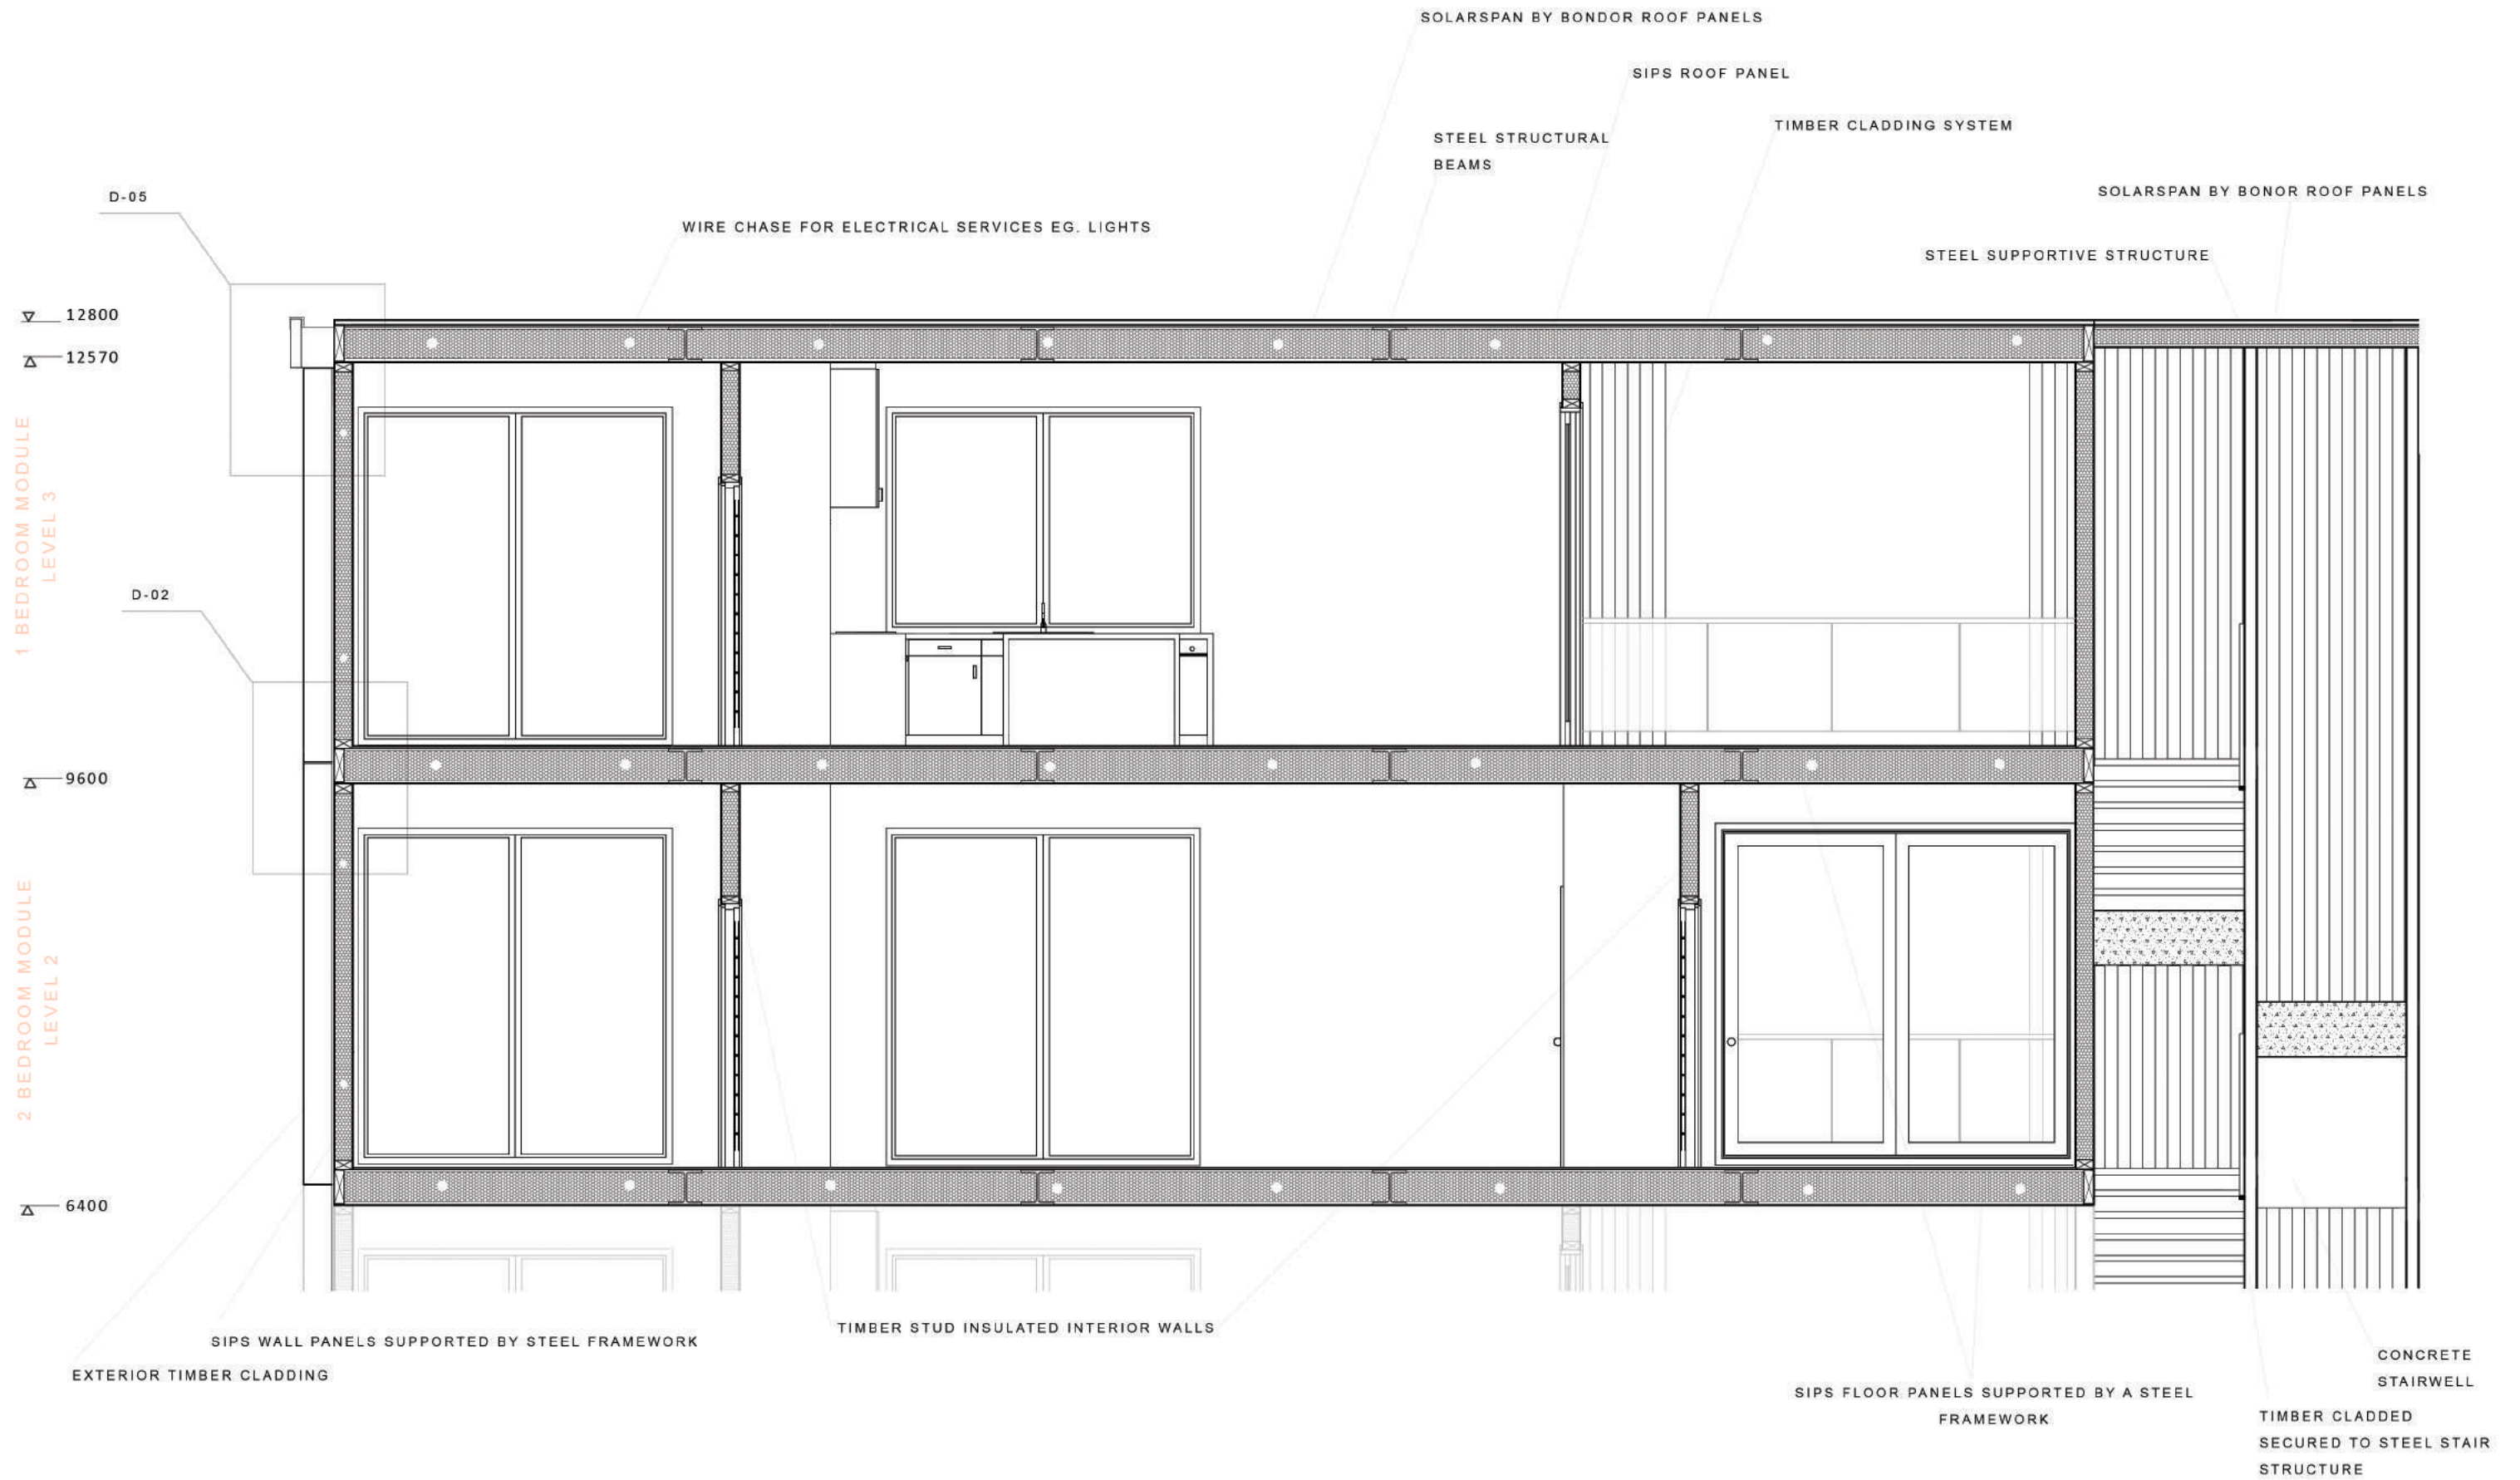 SOLARSPAN BY BONDOR ROOF PANELS
SIPS ROOF PANEL
TIMBER CLADDING SYSTEM
STEEL STRUCTURAL
BEAMS
SOLARSPAN BY BONOR ROOF PANELS
D-05
WIRE CHASE FOR ELECTRICAL SERVICES EG. LIGHTS
STEEL SUPPORTIVE STRUCTURE
12800
12570
1 BEDROOM MODULE
LEVEL 3
D-02
9600
2 BEDROOM MODULE
LEVEL 2
6400
TIMBER STUD INSULATED INTERIOR WALLS
SIPS WALL PANELS SUPPORTED BY STEEL FRAMEWORK
EXTERIOR TIMBER CLADDING
CONCRETE
STAIRWELL
SIPS FLOOR PANELS SUPPORTED BY A STEEL
FRAMEWORK
TIMBER CLADDED
SECURED TO STEEL STAIR
STRUCTURE